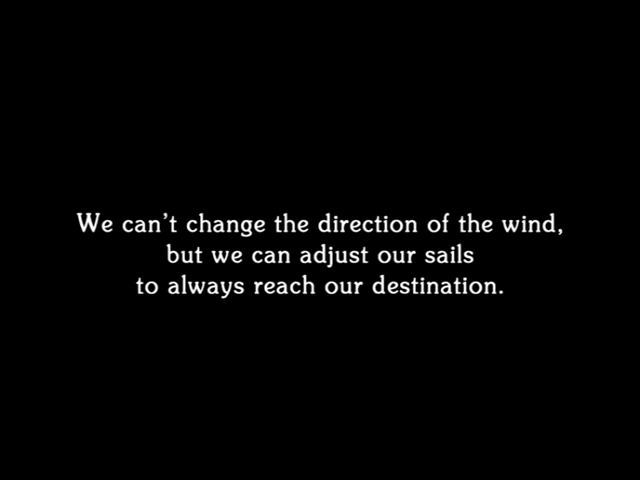 We can’t change the direction of the wind,
but we can adjust our sails
to always reach our destination.